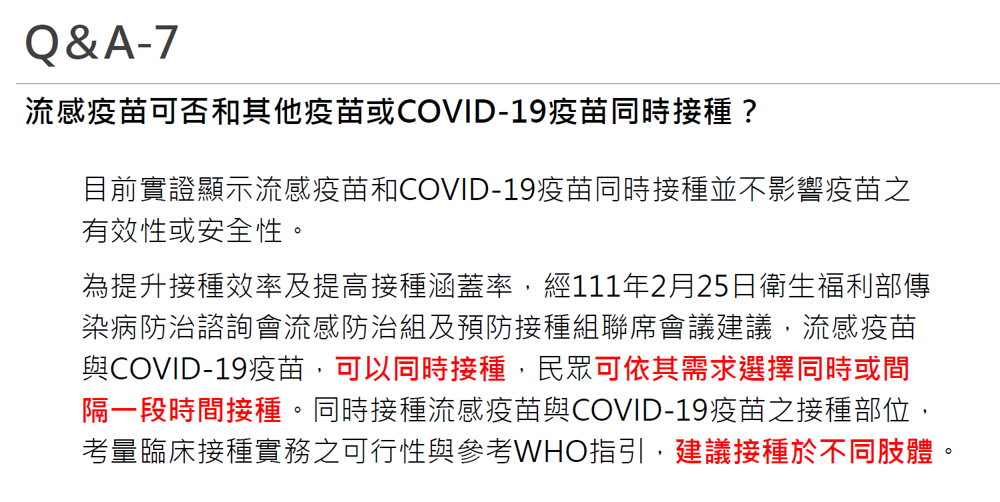 Q&A-7
流感疫苗可否和其他疫苗或COVID-19疫苗同時接種？
目前實證顯示流感疫苗和COVID-19疫苗同時接種並不影響疫苗之
有效性或安全性。
為提升接種效率及提高接種涵蓋率，經111年2月25日衛生福利部傳
染病防治諮詢會流感防治組及預防接種組聯席會議建議，流感疫苗
與COVID-19疫苗，可以同時接種，民眾可依其需求選擇同時或間
隔一段時間接種。同時接種流感疫苗與COVID-19疫苗之接種部位，
考量臨床接種實務之可行性與參考WHO指引，建議接種於不同肢體。